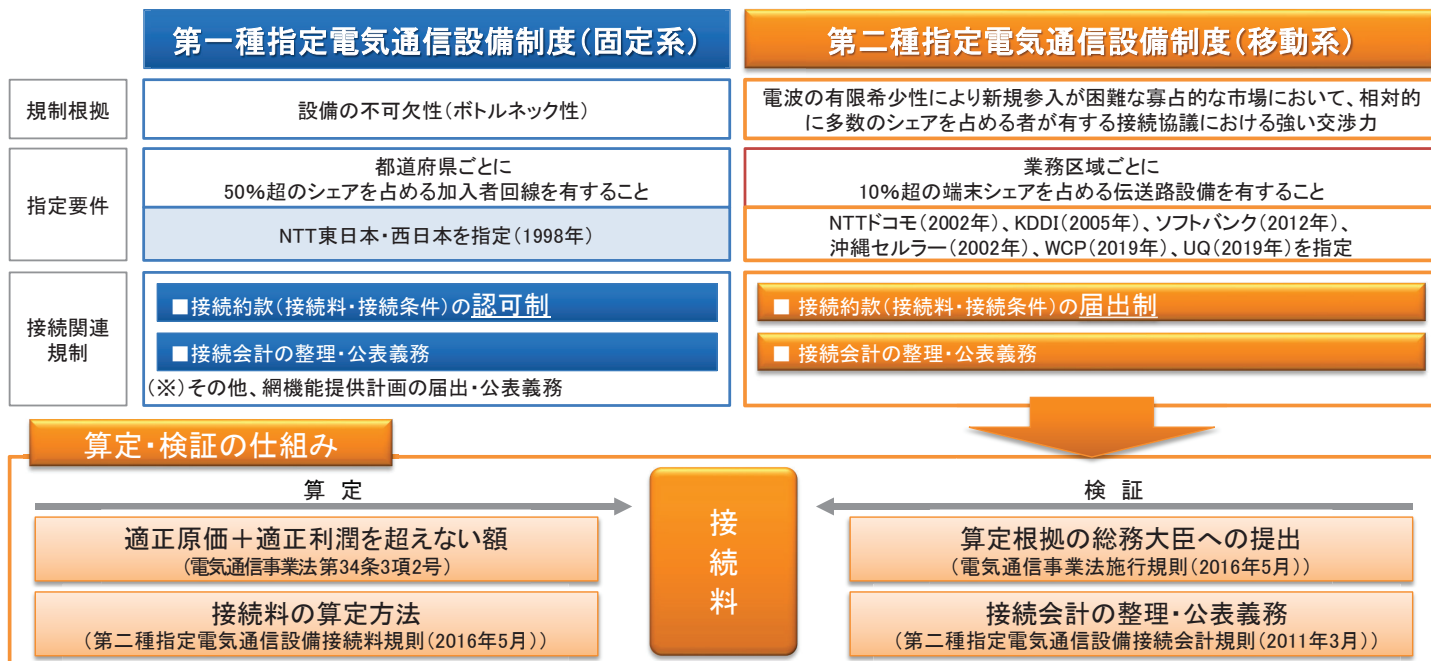 第一種指定電気通信設備制度(固定系)
第二種指定電気通信設備制度(移動系)
規制根拠
設備の不可欠性(ボトルネック性)
電波の有限希少性により新規参入が困難な寡占的な市場において、相対的
に多数のシェアを占める者が有する接続協議における強い交渉力
指定要件
都道府県ごとに
50%超のシェアを占める加入者回線を有すること
業務区域ごとに
10%超の端末シェアを占める伝送路設備を有すること
NTT東日本・西日本を指定(1998年)
NTTドコモ(2002年)、KDDI(2005年)、ソフトバンク(2012年)、
沖縄セルラー(2002年)、WCP(2019年)、UQ(2019年)を指定
接続関連
規制
■接続約款(接続料・接続条件)の認可制
■接続会計の整理・公表義務
(※)その他、網機能提供計画の届出・公表義務
■ 接続約款(接続料・接続条件)の届出制
■ 接続会計の整理・公表義務
算定・検証の仕組み
算 定
適正原価+適正利潤を超えない額
(電気通信事業法第34条3項2号)
接続料の算定方法
(第二種指定電気通信設備接続料規則(2016年5月))
接続料
検 証
算定根拠の総務大臣への提出
(電気通信事業法施行規則(2016年5月))
接続会計の整理・公表義務
(第二種指定電気通信設備接続会計規則(2011年3月))